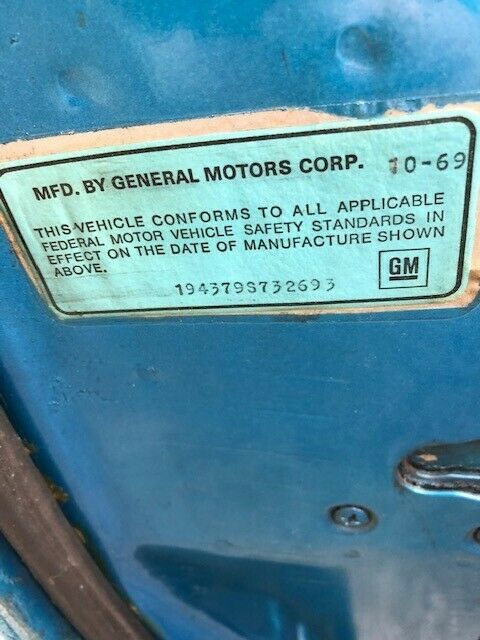 MFD. BY GENERAL MOTORS CORP. 10-69
THIS VEHICLE CONFORMS TO ALL APPLICABLE
FEDERAL MOTOR VEHICLE SAFETY STANDARDS IN
EFFECT ON THE DATE OF MANUFACTURE SHOWN
ABOVE.
GM
194379S732693